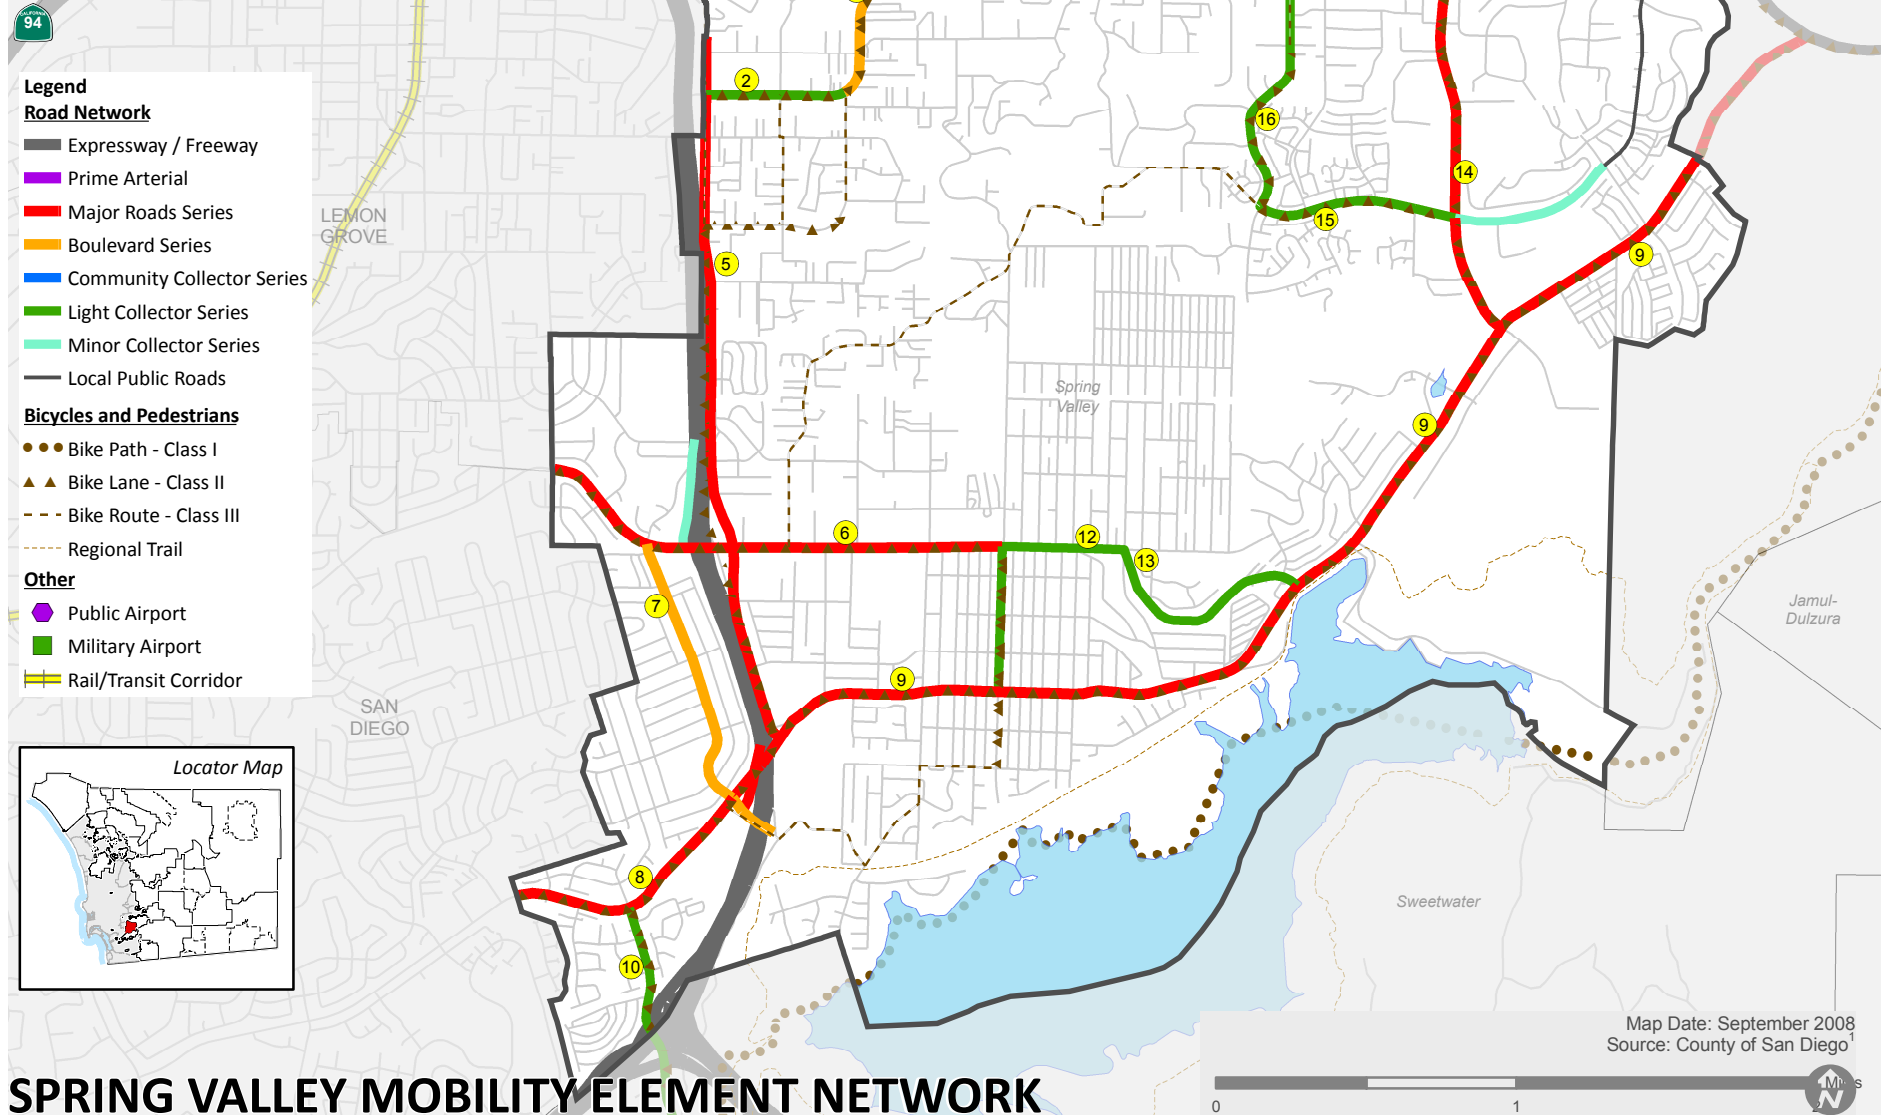 CALIFORNIA
94
Legend
Road Network
Expressway / Freeway
Prime Arterial
Major Roads Series
Boulevard Series
Community Collector Series
Light Collector Series
Minor Collector Series
Local Public Roads
Bicycles and Pedestrians
Bike Path - Class I
Bike Lane - Class II
Bike Route - Class III
Regional Trail
Other
Public Airport
Military Airport
Rail/Transit Corridor
Locator Map
LEMON
GROVE
SAN
DIEGO
2
16
14
15
5
9
Spring
Valley
9
6
12
13
7
Jamul-
Dulzura
9
8
Sweetwater
10
Map Date: September 2008
Source: County of San Diego1
Miles
0
1
2
N
SPRING VALLEY MOBILITY ELEMENT NETWORK